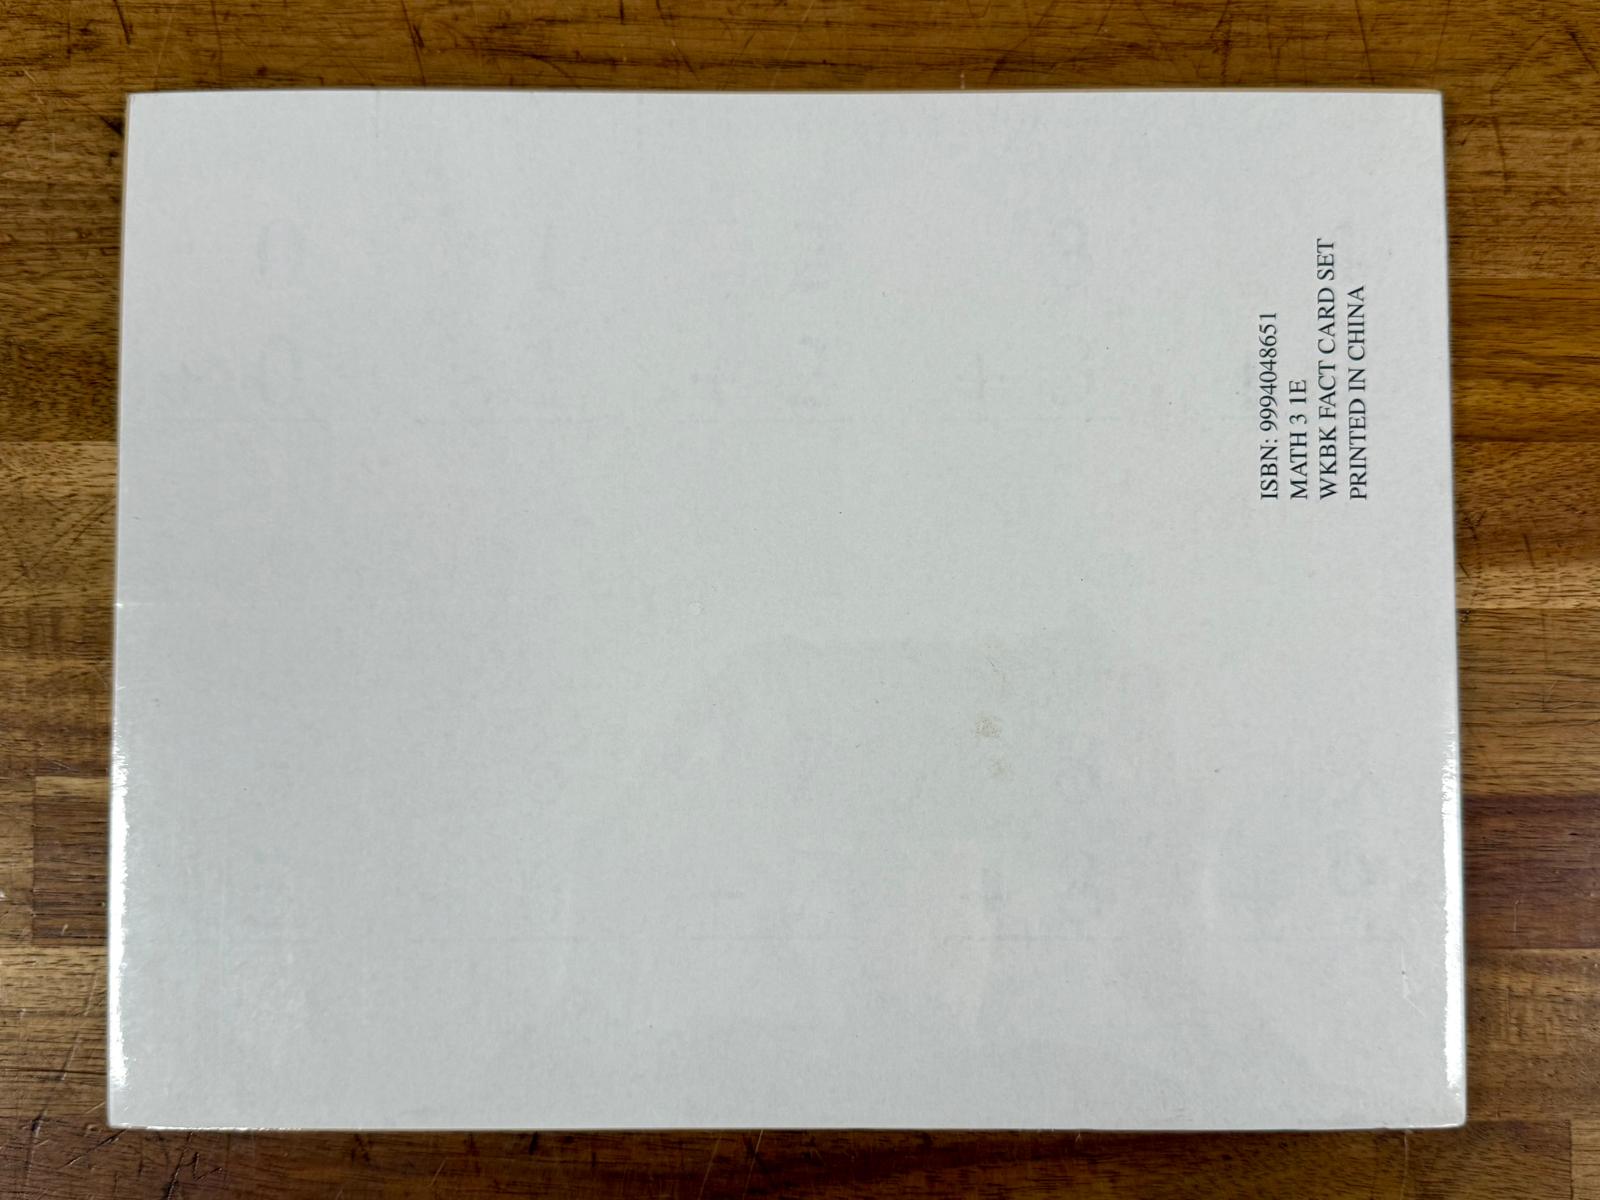 ISBN: 9994048651
MATH 3 1E
WKBK FACT CARD SET
PRINTED IN CHINA